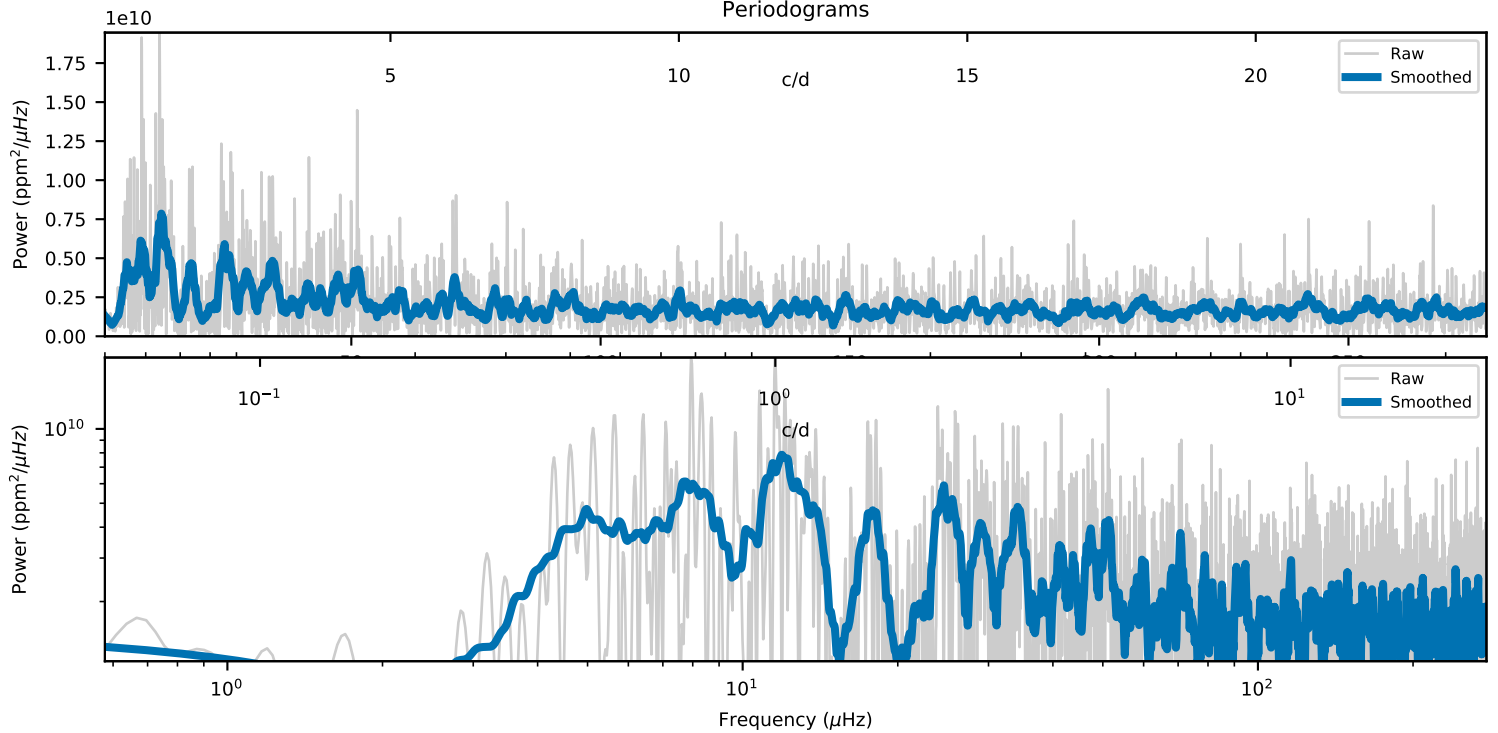 Periodograms
1e10
Power (ppm²/μHz)
1.75
1.50
1.25
1.00
0.75
0.50
0.25
0.00
5 10 15 20
c/d
Raw
Smoothed
Power (ppm²/μHz)
10¹⁰
10⁻¹ 10⁰ 10¹
c/d
Raw
Smoothed
10⁰ 10¹ 10²
Frequency (μHz)